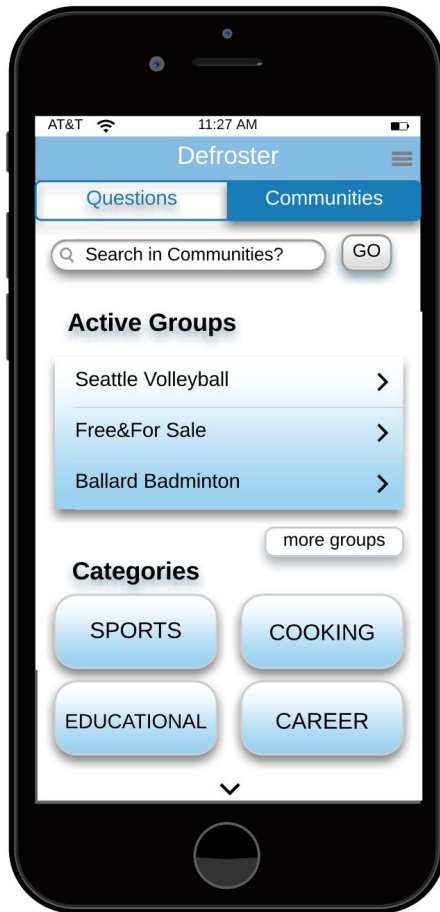 AT&T 11:27 AM
Defroster
Questions Communities
Search in Communities? GO
Active Groups
Seattle Volleyball
Free&For Sale
Ballard Badminton
more groups
Categories
SPORTS COOKING
EDUCATIONAL CAREER